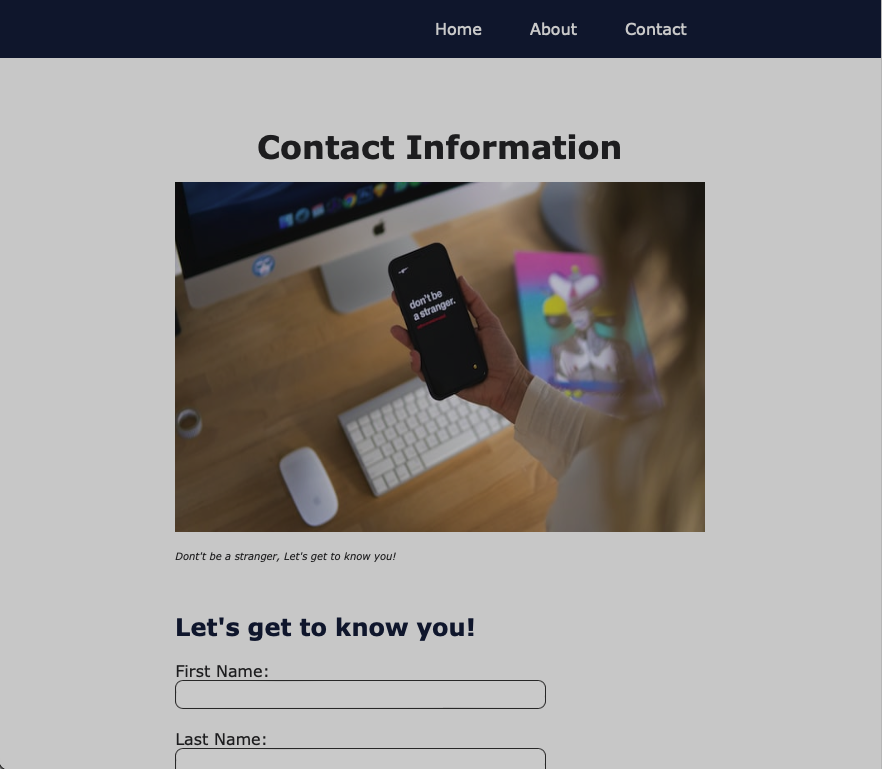 Home About Contact
Contact Information
don't be
a stranger.
Dont't be a stranger, Let's get to know you!
Let's get to know you!
First Name:
Last Name: